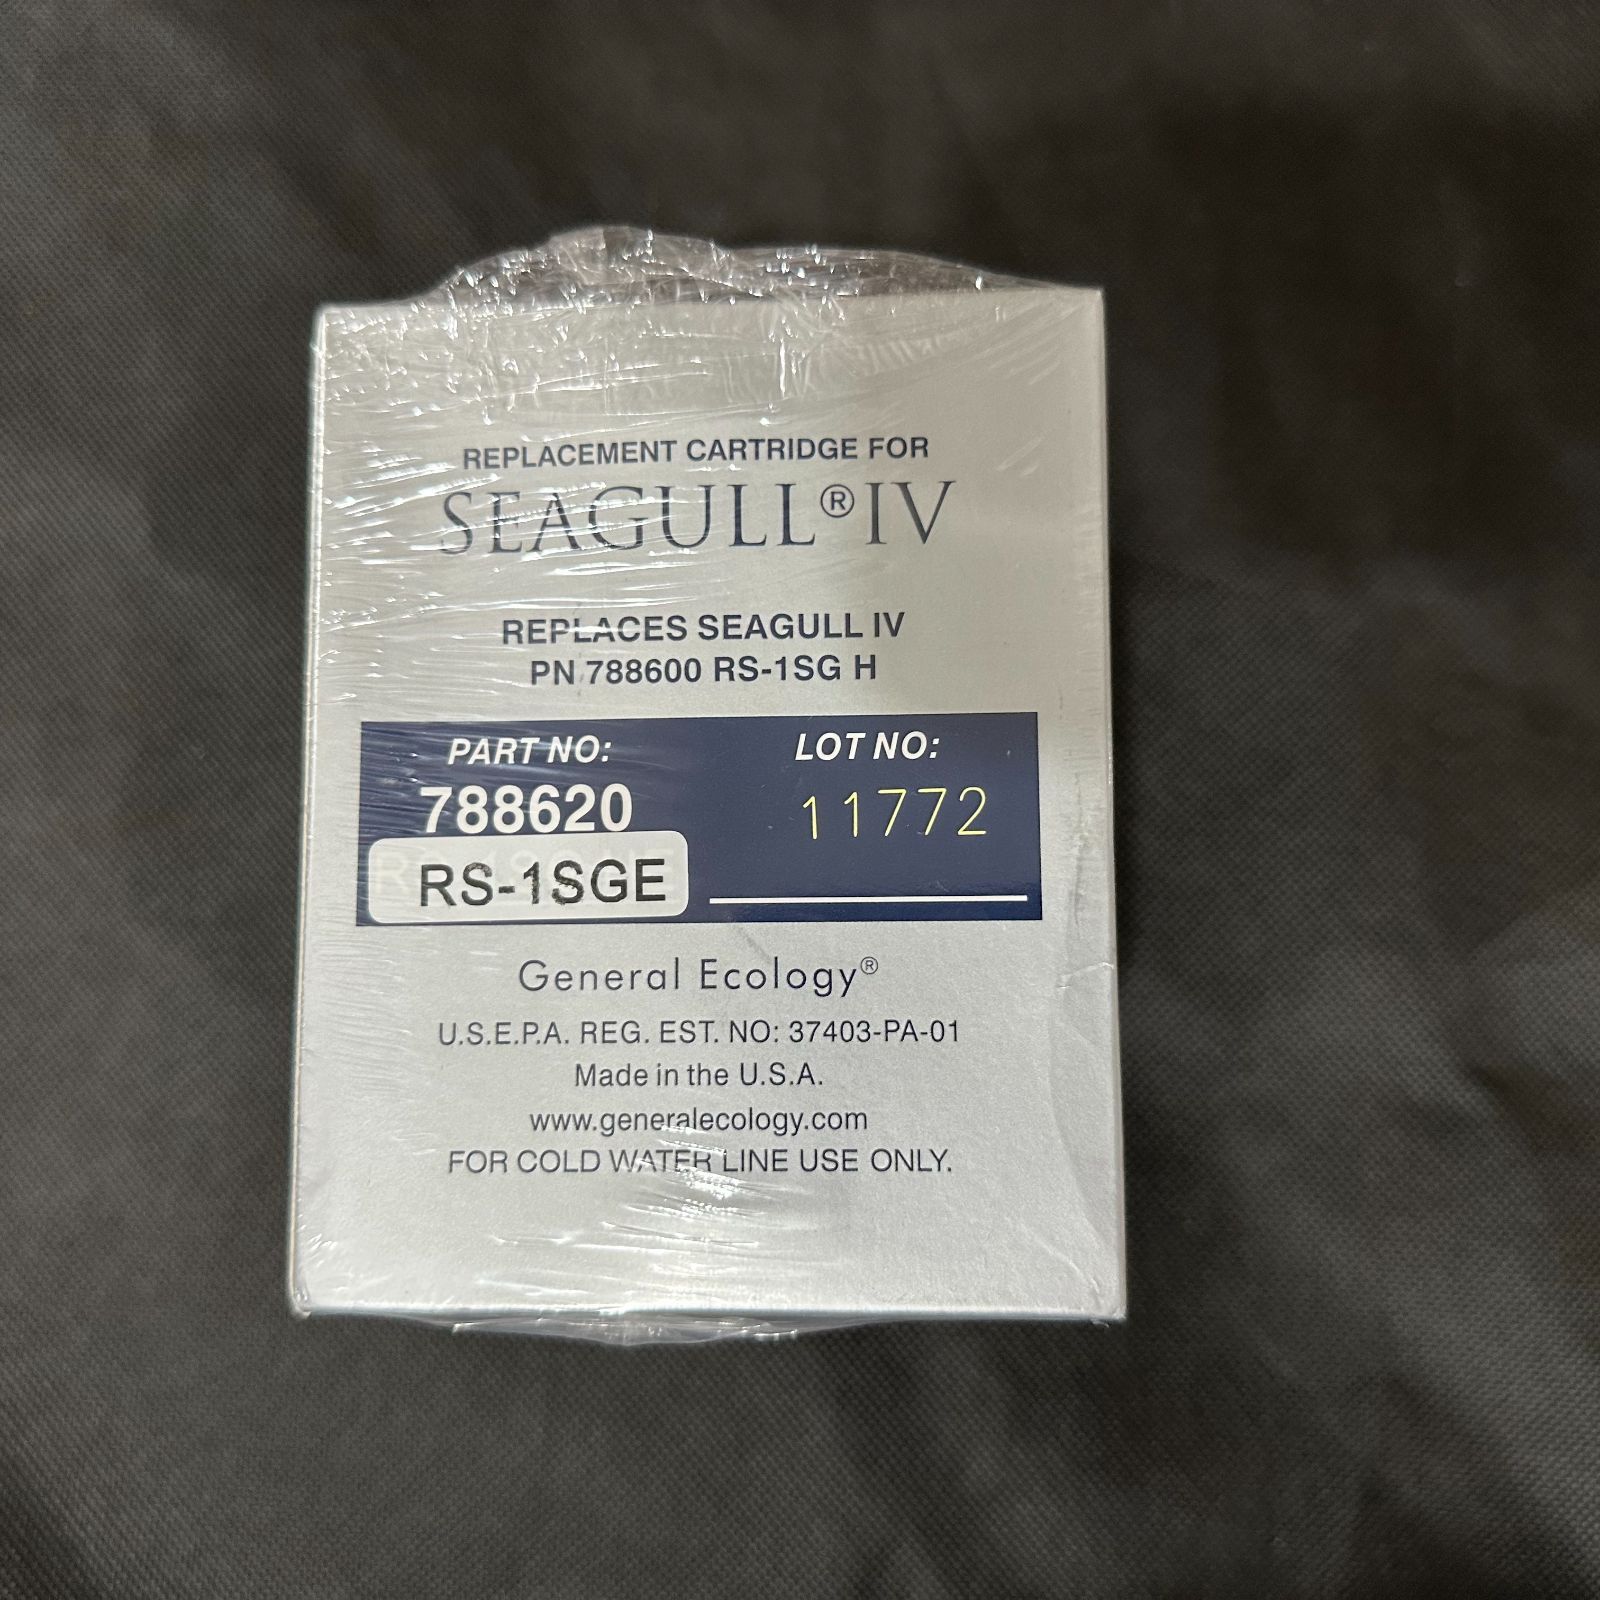 REPLACEMENT CARTRIDGE FOR
SEAGULL® IV
REPLACES SEAGULL IV
PN 788600 RS-1SG H
PART NO:
788620
RS-1SGE
LOT NO:
11772
General Ecology®
U.S.E.P.A. REG. EST. NO: 37403-PA-01
Made in the U.S.A.
www.generalecology.com
FOR COLD WATER LINE USE ONLY.